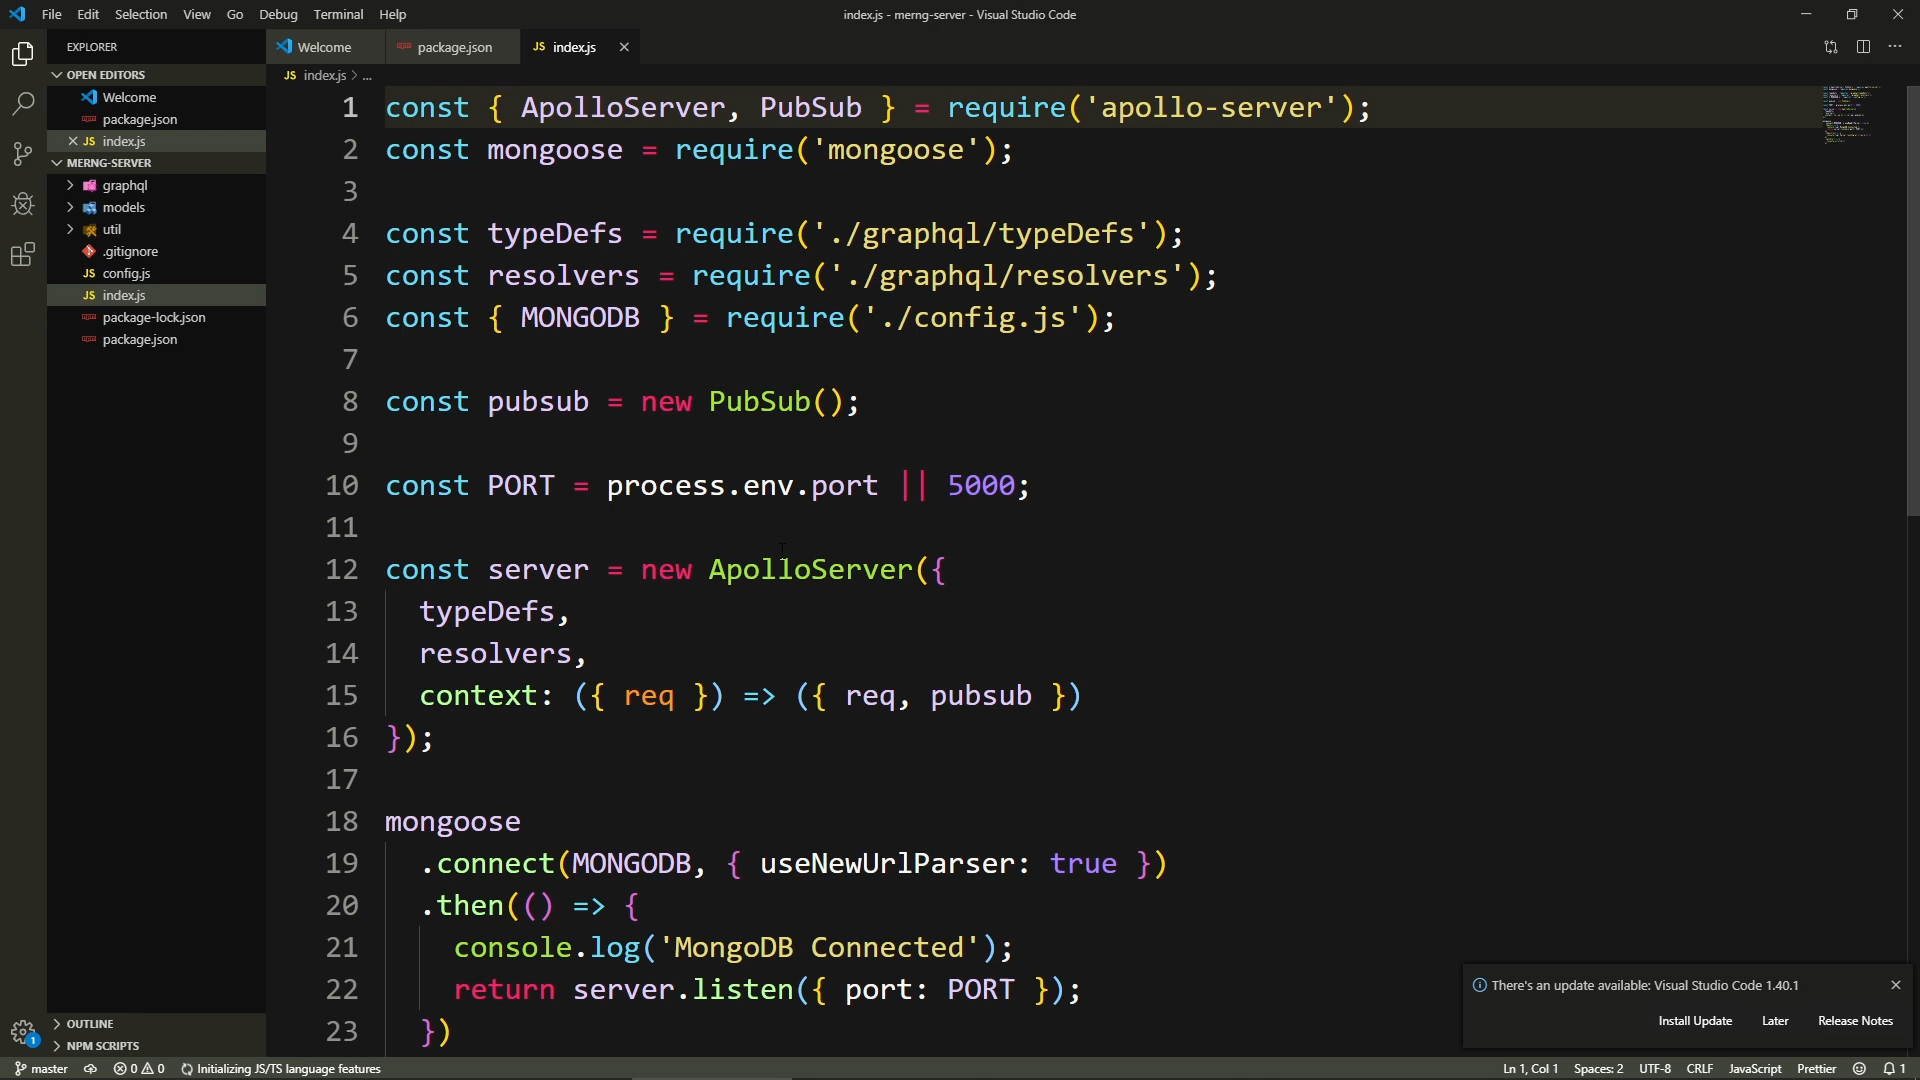 File Edit Selection View Go Debug Terminal Help
index.js - merng-server - Visual Studio Code
EXPLORER
OPEN EDITORS
Welcome
package.json
JS index.js
MERNG-SERVER
graphql
models
util
.gitignore
JS config.js
JS index.js
package-lock.json
package.json
OUTLINE
NPM SCRIPTS
Welcome
package.json
JS index.js
JS index.js > ...
1 const { ApolloServer, PubSub } = require('apollo-server');
2 const mongoose = require('mongoose');
3
4 const typeDefs = require('./graphql/typeDefs');
5 const resolvers = require('./graphql/resolvers');
6 const { MONGODB } = require('./config.js');
7
8 const pubsub = new PubSub();
9
10 const PORT = process.env.port || 5000;
11
12 const server = new ApolloServer({
13 typeDefs,
14 resolvers,
15 context: ({ req }) => ({ req, pubsub })
16 });
17
18 mongoose
19 .connect(MONGODB, { useNewUrlParser: true })
20 .then(() => {
21 console.log('MongoDB Connected');
22 return server.listen({ port: PORT });
23 })
There's an update available: Visual Studio Code 1.40.1
Install Update Later Release Notes
1
master 0 0 Initializing JS/TS language features
Ln 1, Col 1 Spaces: 2 UTF-8 CRLF JavaScript Prettier 1